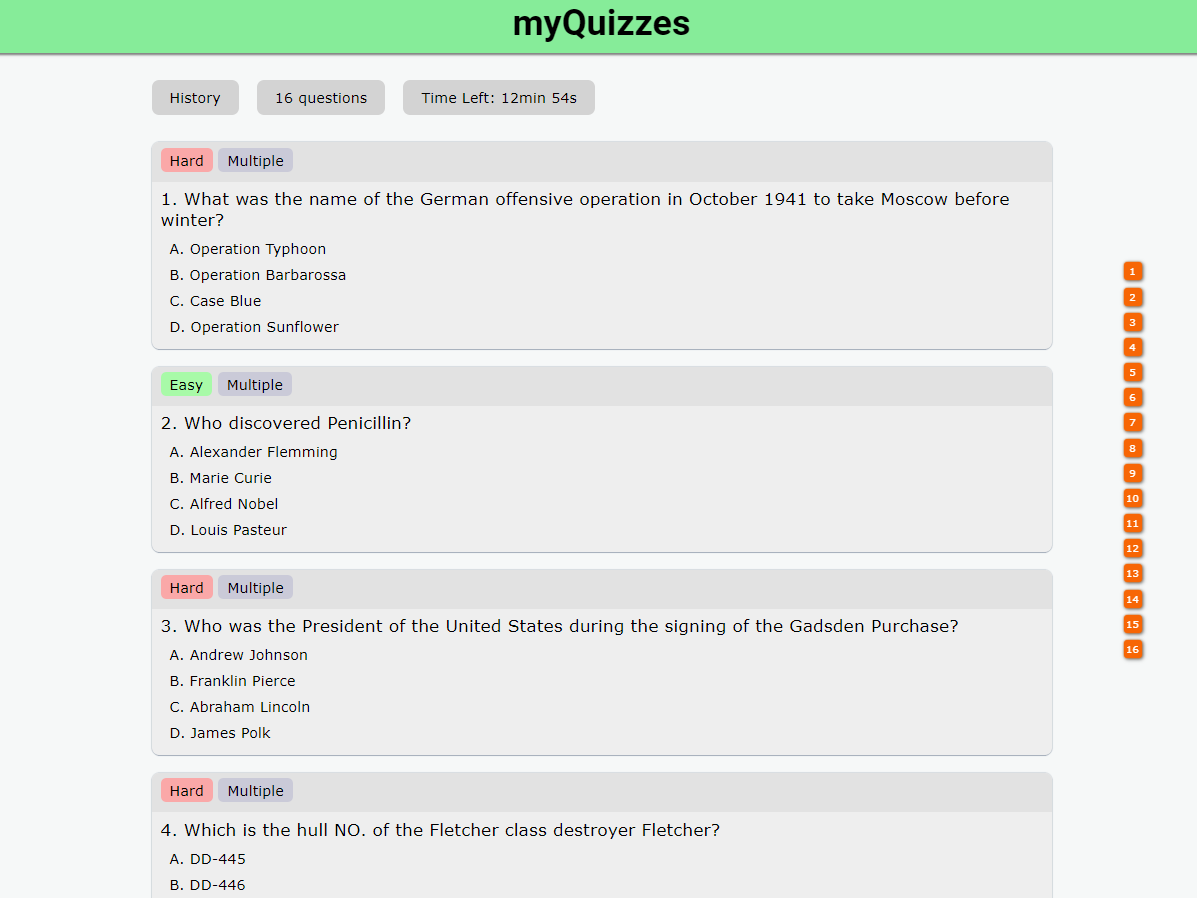 myQuizzes
History
16 questions
Time Left: 12min 54s
Hard Multiple
1. What was the name of the German offensive operation in October 1941 to take Moscow before
winter?
A. Operation Typhoon
B. Operation Barbarossa
C. Case Blue
D. Operation Sunflower
Easy Multiple
2. Who discovered Penicillin?
A. Alexander Flemming
B. Marie Curie
C. Alfred Nobel
D. Louis Pasteur
Hard Multiple
3. Who was the President of the United States during the signing of the Gadsden Purchase?
A. Andrew Johnson
B. Franklin Pierce
C. Abraham Lincoln
D. James Polk
Hard Multiple
4. Which is the hull NO. of the Fletcher class destroyer Fletcher?
A. DD-445
B. DD-446
1
2
3
4
5
6
7
8
9
10
11
12
13
14
15
16